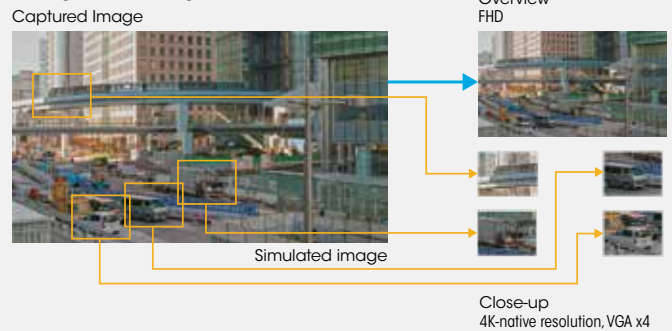 Captured Image
Overview
FHD
Simulated image
Close-up
4K-native resolution, VGA x4